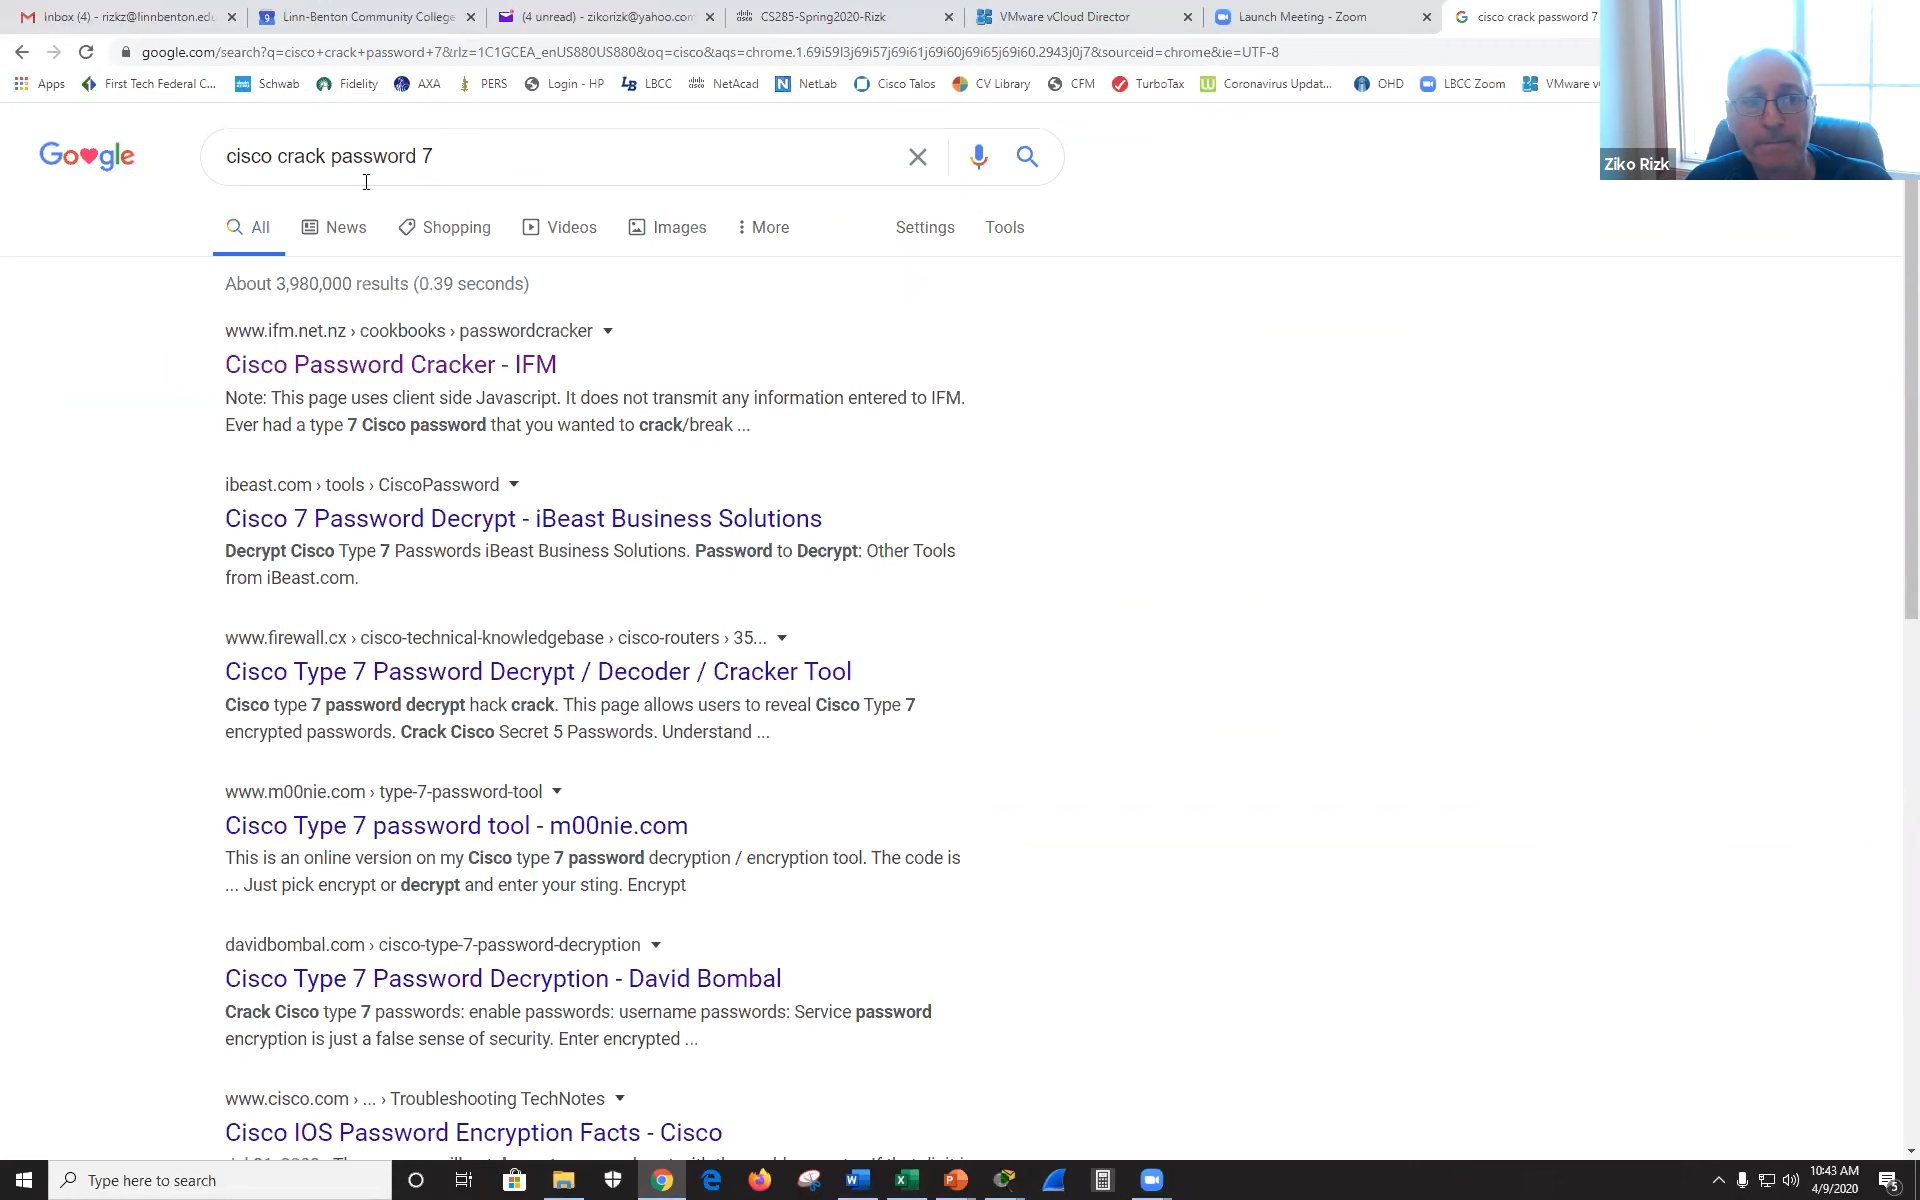 Inbox (4) - rizkz@linnbenton.edu
Linn-Benton Community College
(4 unread) - zikorizk@yahoo.com
CS285-Spring2020-Rizk
VMware vCloud Director
Launch Meeting - Zoom
cisco crack password 7
google.com/search?q=cisco+crack+password+7&rlz=1C1GCEA_enUS880US880&oq=cisco&aqs=chrome.1.69i59l3j69i57j69i61j69i60j69i65j69i60.2943j0j7&sourceid=chrome&ie=UTF-8
Apps First Tech Federal C... Schwab Fidelity AXA PERS Login - HP LBCC NetAcad NetLab Cisco Talos CV Library CFM TurboTax Coronavirus Updat... OHD LBCC Zoom VMware v
Ziko Rizk
Google
cisco crack password 7
All News Shopping Videos Images More Settings Tools
About 3,980,000 results (0.39 seconds)
www.ifm.net.nz › cookbooks › passwordcracker
Cisco Password Cracker - IFM
Note: This page uses client side Javascript. It does not transmit any information entered to IFM.
Ever had a type 7 Cisco password that you wanted to crack/break ...
ibeast.com › tools › CiscoPassword
Cisco 7 Password Decrypt - iBeast Business Solutions
Decrypt Cisco Type 7 Passwords iBeast Business Solutions. Password to Decrypt: Other Tools
from iBeast.com.
www.firewall.cx › cisco-technical-knowledgebase › cisco-routers › 35...
Cisco Type 7 Password Decrypt / Decoder / Cracker Tool
Cisco type 7 password decrypt hack crack. This page allows users to reveal Cisco Type 7
encrypted passwords. Crack Cisco Secret 5 Passwords. Understand ...
www.m00nie.com › type-7-password-tool
Cisco Type 7 password tool - m00nie.com
This is an online version on my Cisco type 7 password decryption / encryption tool. The code is
... Just pick encrypt or decrypt and enter your sting. Encrypt
davidbombal.com › cisco-type-7-password-decryption
Cisco Type 7 Password Decryption - David Bombal
Crack Cisco type 7 passwords: enable passwords: username passwords: Service password
encryption is just a false sense of security. Enter encrypted ...
www.cisco.com › ... › Troubleshooting TechNotes
Cisco IOS Password Encryption Facts - Cisco
Type here to search
10:43 AM
4/9/2020
5